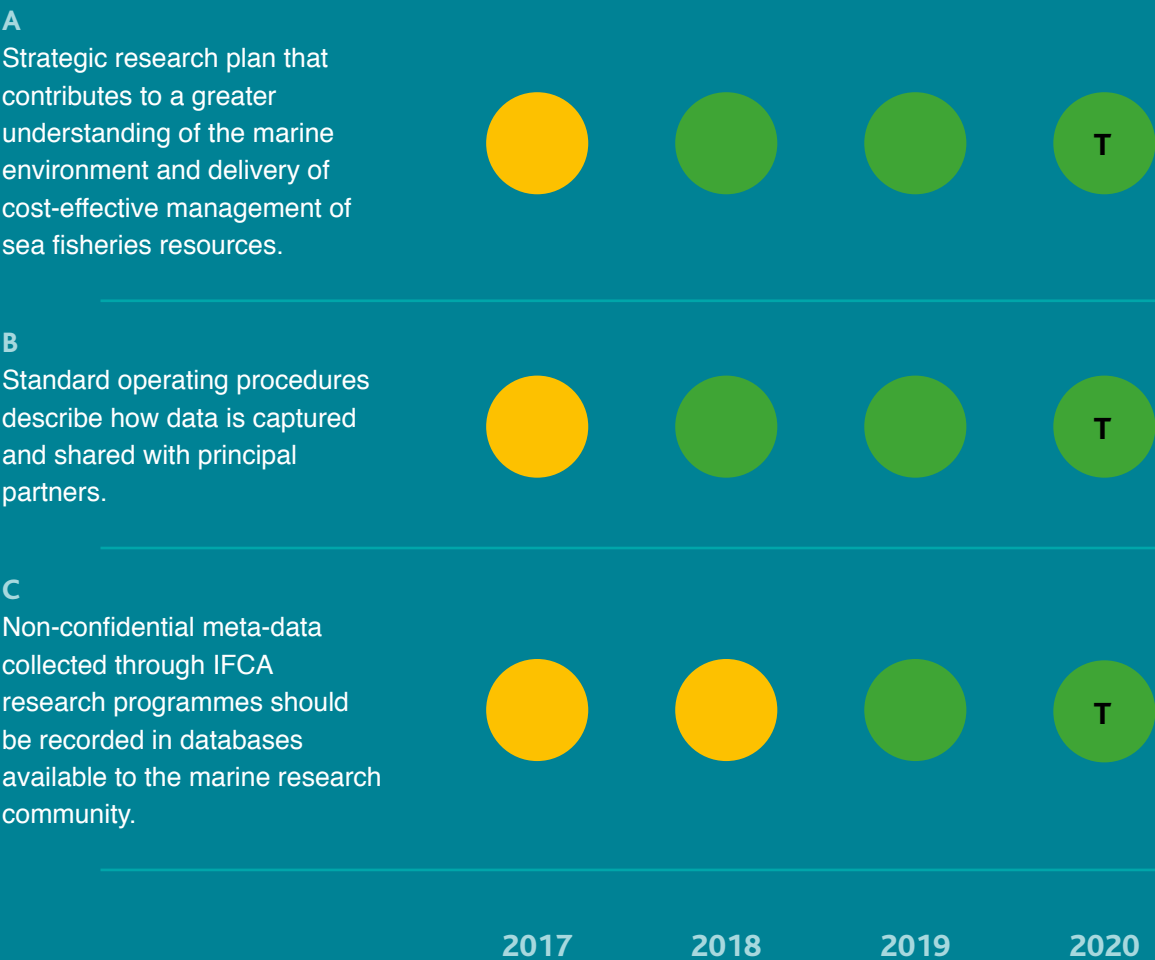 A
Strategic research plan that
contributes to a greater
understanding of the marine
environment and delivery of
cost-effective management of
sea fisheries resources.
T
B
Standard operating procedures
describe how data is captured
and shared with principal
partners.
T
C
Non-confidential meta-data
collected through IFCA
research programmes should
be recorded in databases
available to the marine research
community.
T
2017 2018 2019 2020